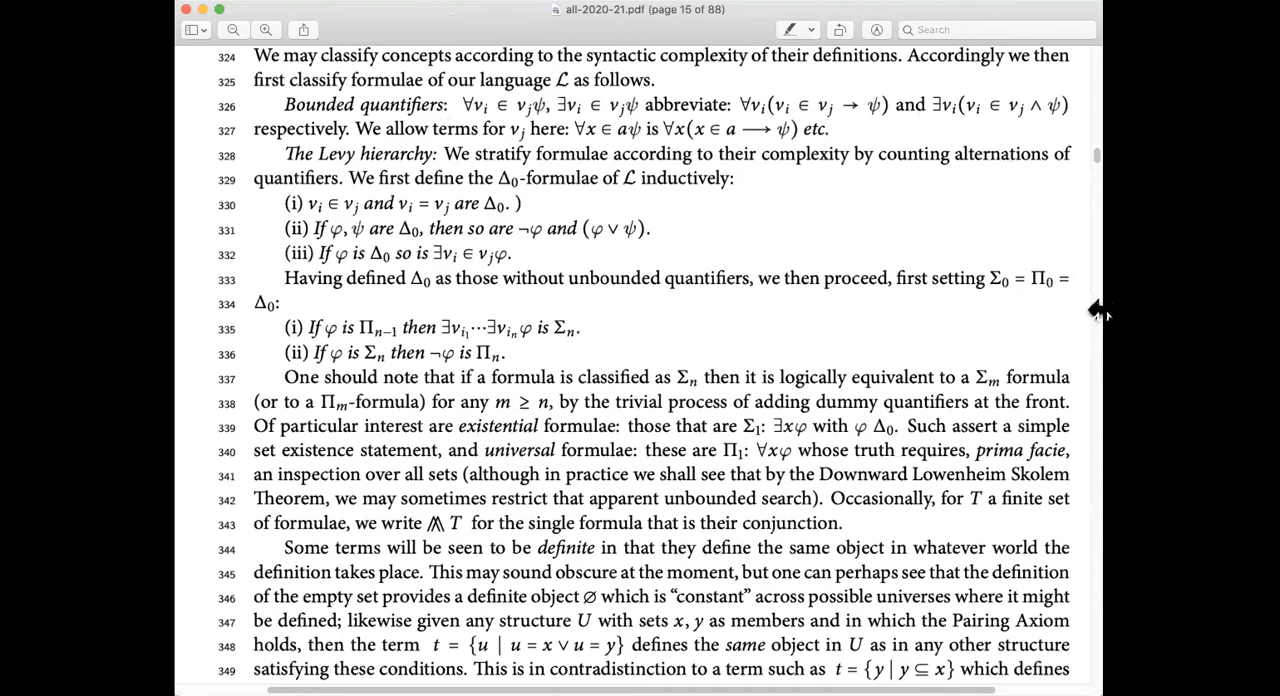 all-2020-21.pdf (page 15 of 88)
Search
324 We may classify concepts according to the syntactic complexity of their definitions. Accordingly we then
325 first classify formulae of our language ℒ as follows.
326 Bounded quantifiers: ∀vᵢ ∈ vⱼψ, ∃vᵢ ∈ vⱼψ abbreviate: ∀vᵢ(vᵢ ∈ vⱼ → ψ) and ∃vᵢ(vᵢ ∈ vⱼ ∧ ψ)
327 respectively. We allow terms for vⱼ here: ∀x ∈ aψ is ∀x(x ∈ a ⟶ ψ) etc.
328 The Levy hierarchy: We stratify formulae according to their complexity by counting alternations of
329 quantifiers. We first define the Δ₀-formulae of ℒ inductively:
330 (i) vᵢ ∈ vⱼ and vᵢ = vⱼ are Δ₀. )
331 (ii) If φ, ψ are Δ₀, then so are ¬φ and (φ ∨ ψ).
332 (iii) If φ is Δ₀ so is ∃vᵢ ∈ vⱼφ.
333 Having defined Δ₀ as those without unbounded quantifiers, we then proceed, first setting Σ₀ = Π₀ =
334 Δ₀:
335 (i) If φ is Πₙ₋₁ then ∃vᵢ₁⋯∃vᵢₙφ is Σₙ.
336 (ii) If φ is Σₙ then ¬φ is Πₙ.
337 One should note that if a formula is classified as Σₙ then it is logically equivalent to a Σₘ formula
338 (or to a Πₘ-formula) for any m ≥ n, by the trivial process of adding dummy quantifiers at the front.
339 Of particular interest are existential formulae: those that are Σ₁: ∃xφ with φ Δ₀. Such assert a simple
340 set existence statement, and universal formulae: these are Π₁: ∀xφ whose truth requires, prima facie,
341 an inspection over all sets (although in practice we shall see that by the Downward Lowenheim Skolem
342 Theorem, we may sometimes restrict that apparent unbounded search). Occasionally, for T a finite set
343 of formulae, we write ⩕ T for the single formula that is their conjunction.
344 Some terms will be seen to be definite in that they define the same object in whatever world the
345 definition takes place. This may sound obscure at the moment, but one can perhaps see that the definition
346 of the empty set provides a definite object ∅ which is “constant” across possible universes where it might
347 be defined; likewise given any structure U with sets x, y as members and in which the Pairing Axiom
348 holds, then the term t = {u | u = x ∨ u = y} defines the same object in U as in any other structure
349 satisfying these conditions. This is in contradistinction to a term such as t = {y | y ⊆ x} which defines